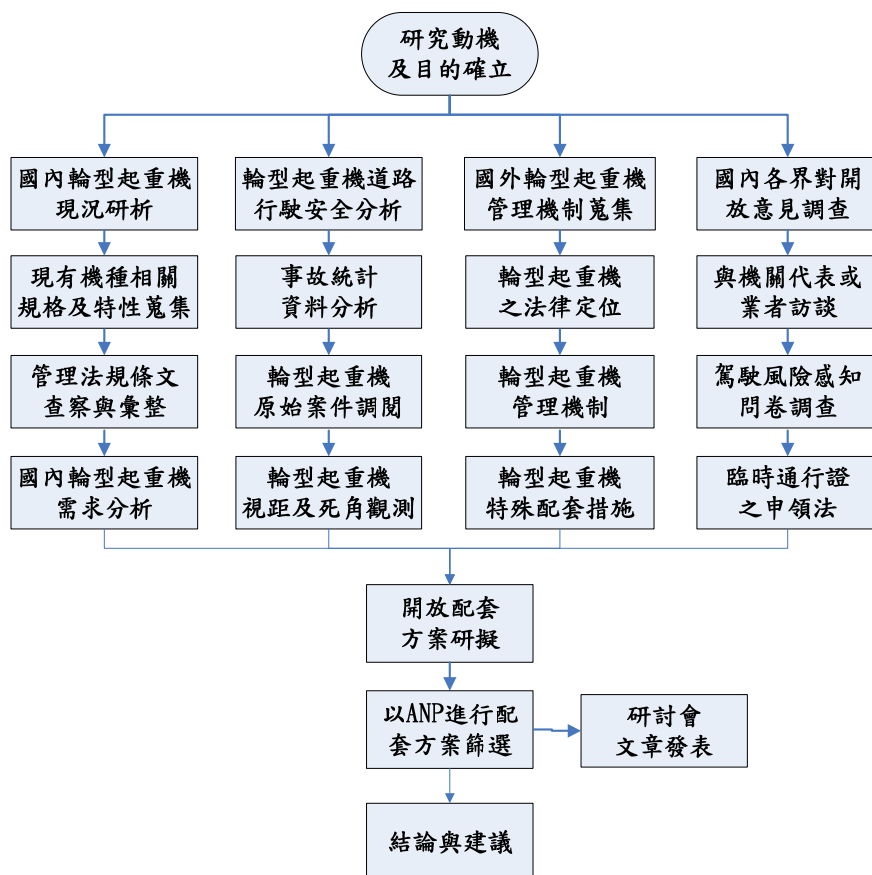 研究動機
及目的確立
國內輪型起重機
現況研析
輪型起重機道路
行駛安全分析
國外輪型起重機
管理機制蒐集
國內各界對開
放意見調查
現有機種相關
規格及特性蒐集
事故統計
資料分析
輪型起重機
之法律定位
與機關代表或
業者訪談
管理法規條文
查察與彙整
輪型起重機
原始案件調閱
輪型起重機
管理機制
駕駛風險感知
問卷調查
國內輪型起重機
需求分析
輪型起重機
視距及死角觀測
輪型起重機
特殊配套措施
臨時通行證
之申領法
開放配套
方案研擬
以ANP進行配
套方案篩選
研討會
文章發表
結論與建議